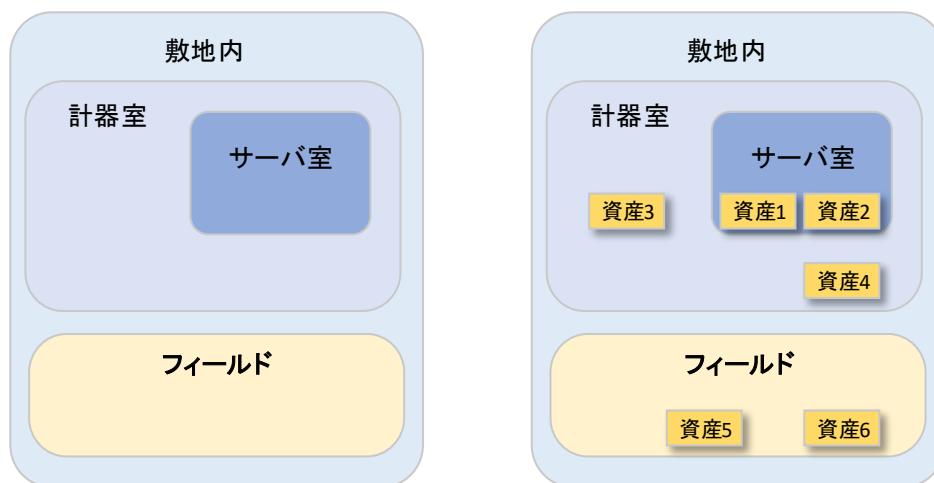 敷地内
計器室
サーバ室
フィールド
敷地内
計器室
サーバ室
資産3
資産1
資産2
資産4
フィールド
資産5
資産6